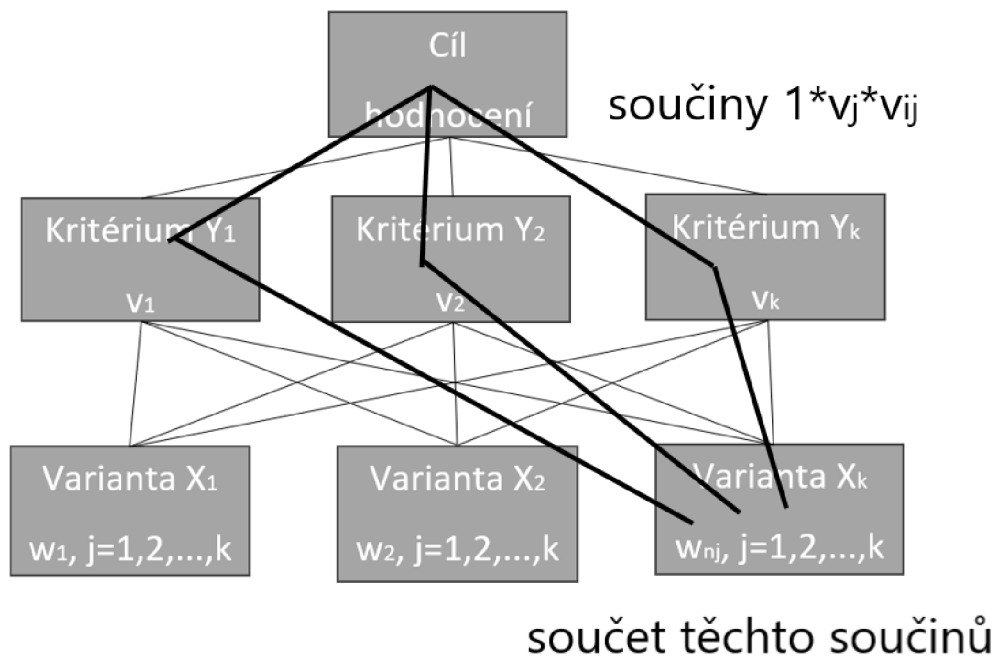 Cíl
hodnocení
součiny 1*vj*vij
Kritérium Y1
v1
Kritérium Y2
v2
Kritérium Yk
vk
Varianta X1
w1, j=1,2,...,k
Varianta X2
w2, j=1,2,...,k
Varianta Xk
wnj, j=1,2,...,k
součet těchto součinů